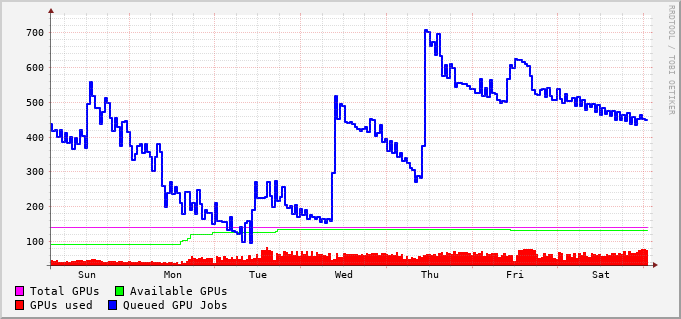 RRDTOOL / TOBI OETIKER
700
600
500
400
300
200
100
Sun Mon Tue Wed Thu Fri Sat
Total GPUs Available GPUs
GPUs used Queued GPU Jobs